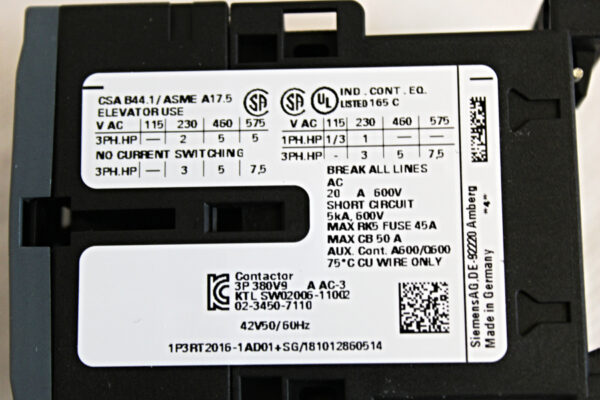 CSA B44.1/ASME A17.5
ELEVATOR USE
V AC 115 230 460 575
3PH.HP — 2 5 5
NO CURRENT SWITCHING
3PH.HP — 3 5 7,5
IND. CONT. EQ.
LISTED 165 C
V AC 115 230 460 575
1PH.HP 1/3 1 — —
3PH.HP - 3 5 7,5
BREAK ALL LINES
AC
20 A 600V
SHORT CIRCUIT
5kA, 600V
MAX RK5 FUSE 45A
MAX CB 50 A
AUX. Cont. A600/Q600
75°C CU WIRE ONLY
Contactor
3P 380V9 A AC-3
KTL SW02006-11002
02-3450-7110
42V50/60Hz
1P3RT2016-1AD01+SG/181012860514
SiemensAG,DE-92220 Amberg
Made in Germany "4"